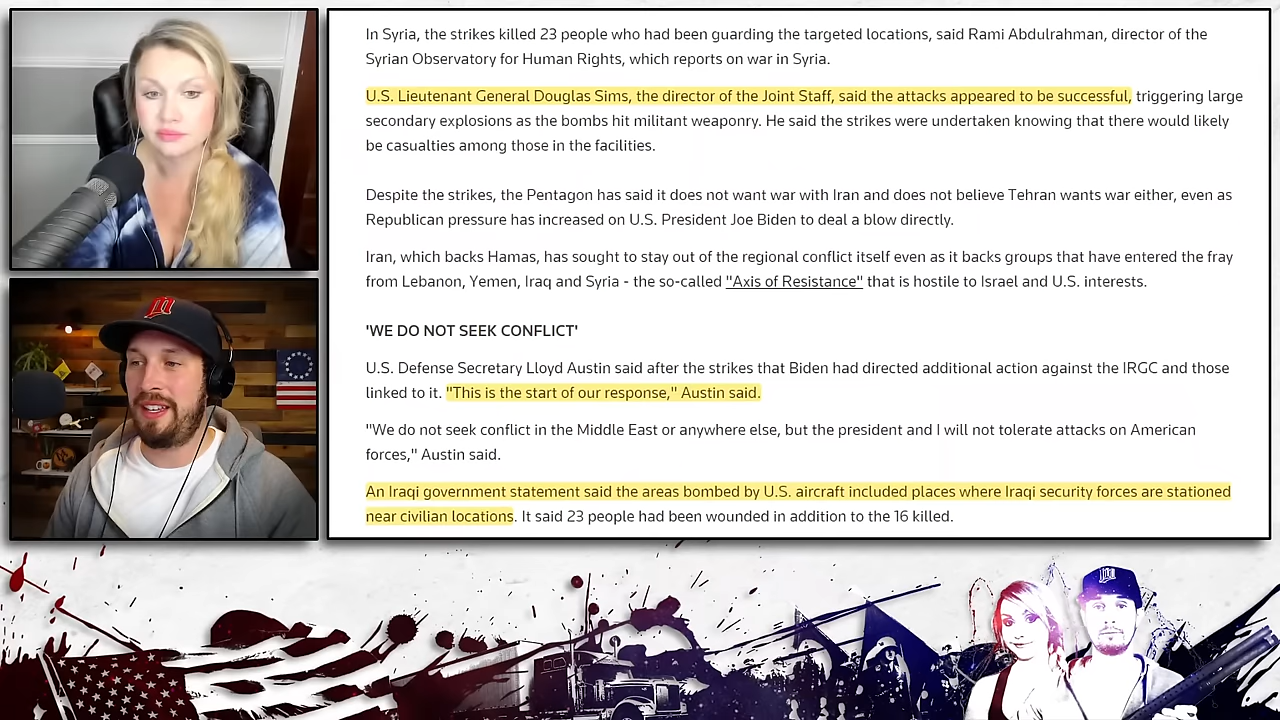 In Syria, the strikes killed 23 people who had been guarding the targeted locations, said Rami Abdulrahman, director of the
Syrian Observatory for Human Rights, which reports on war in Syria.
U.S. Lieutenant General Douglas Sims, the director of the Joint Staff, said the attacks appeared to be successful, triggering large
secondary explosions as the bombs hit militant weaponry. He said the strikes were undertaken knowing that there would likely
be casualties among those in the facilities.
Despite the strikes, the Pentagon has said it does not want war with Iran and does not believe Tehran wants war either, even as
Republican pressure has increased on U.S. President Joe Biden to deal a blow directly.
Iran, which backs Hamas, has sought to stay out of the regional conflict itself even as it backs groups that have entered the fray
from Lebanon, Yemen, Iraq and Syria - the so-called "Axis of Resistance" that is hostile to Israel and U.S. interests.
'WE DO NOT SEEK CONFLICT'
U.S. Defense Secretary Lloyd Austin said after the strikes that Biden had directed additional action against the IRGC and those
linked to it. "This is the start of our response," Austin said.
"We do not seek conflict in the Middle East or anywhere else, but the president and I will not tolerate attacks on American
forces," Austin said.
An Iraqi government statement said the areas bombed by U.S. aircraft included places where Iraqi security forces are stationed
near civilian locations. It said 23 people had been wounded in addition to the 16 killed.